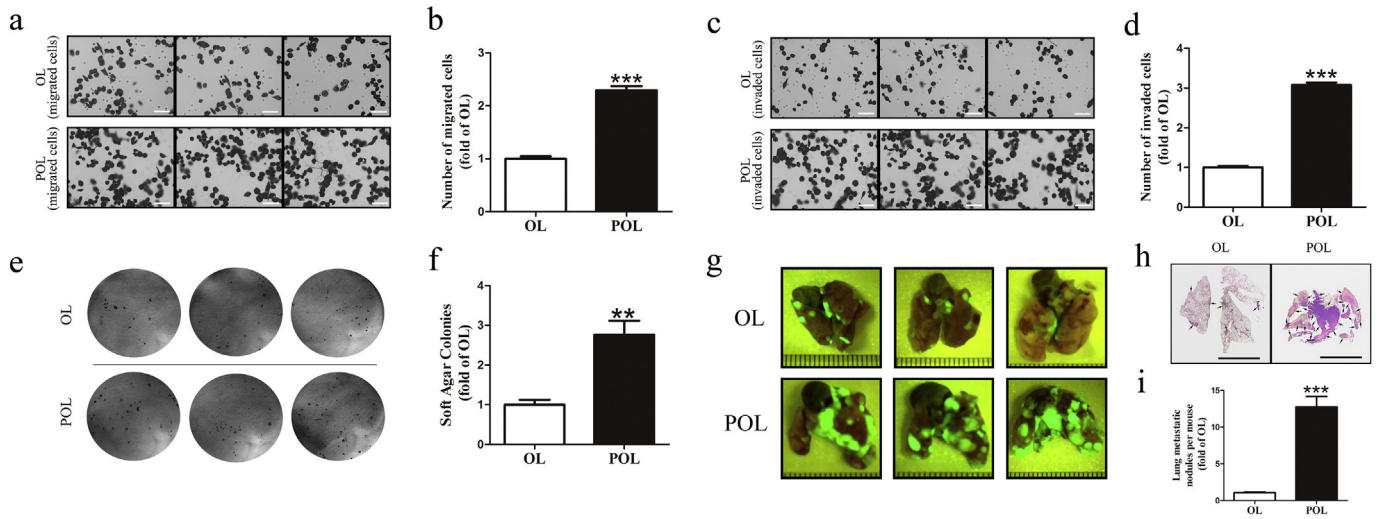 a
OL
(migrated cells)
POL
(migrated cells)
b
Number of migrated cells
(fold of OL)
3
2
1
0
***
OL
POL
c
OL
(invaded cells)
POL
(invaded cells)
d
Number of invaded cells
(fold of OL)
4
3
2
1
0
***
OL
POL
e
OL
POL
f
Soft Agar Colonies
(fold of OL)
4
3
2
1
0
**
OL
POL
g
OL
POL
h
OL
POL
i
Lung metastatic
nodules per mouse
(fold of OL)
15
10
5
0
***
OL
POL